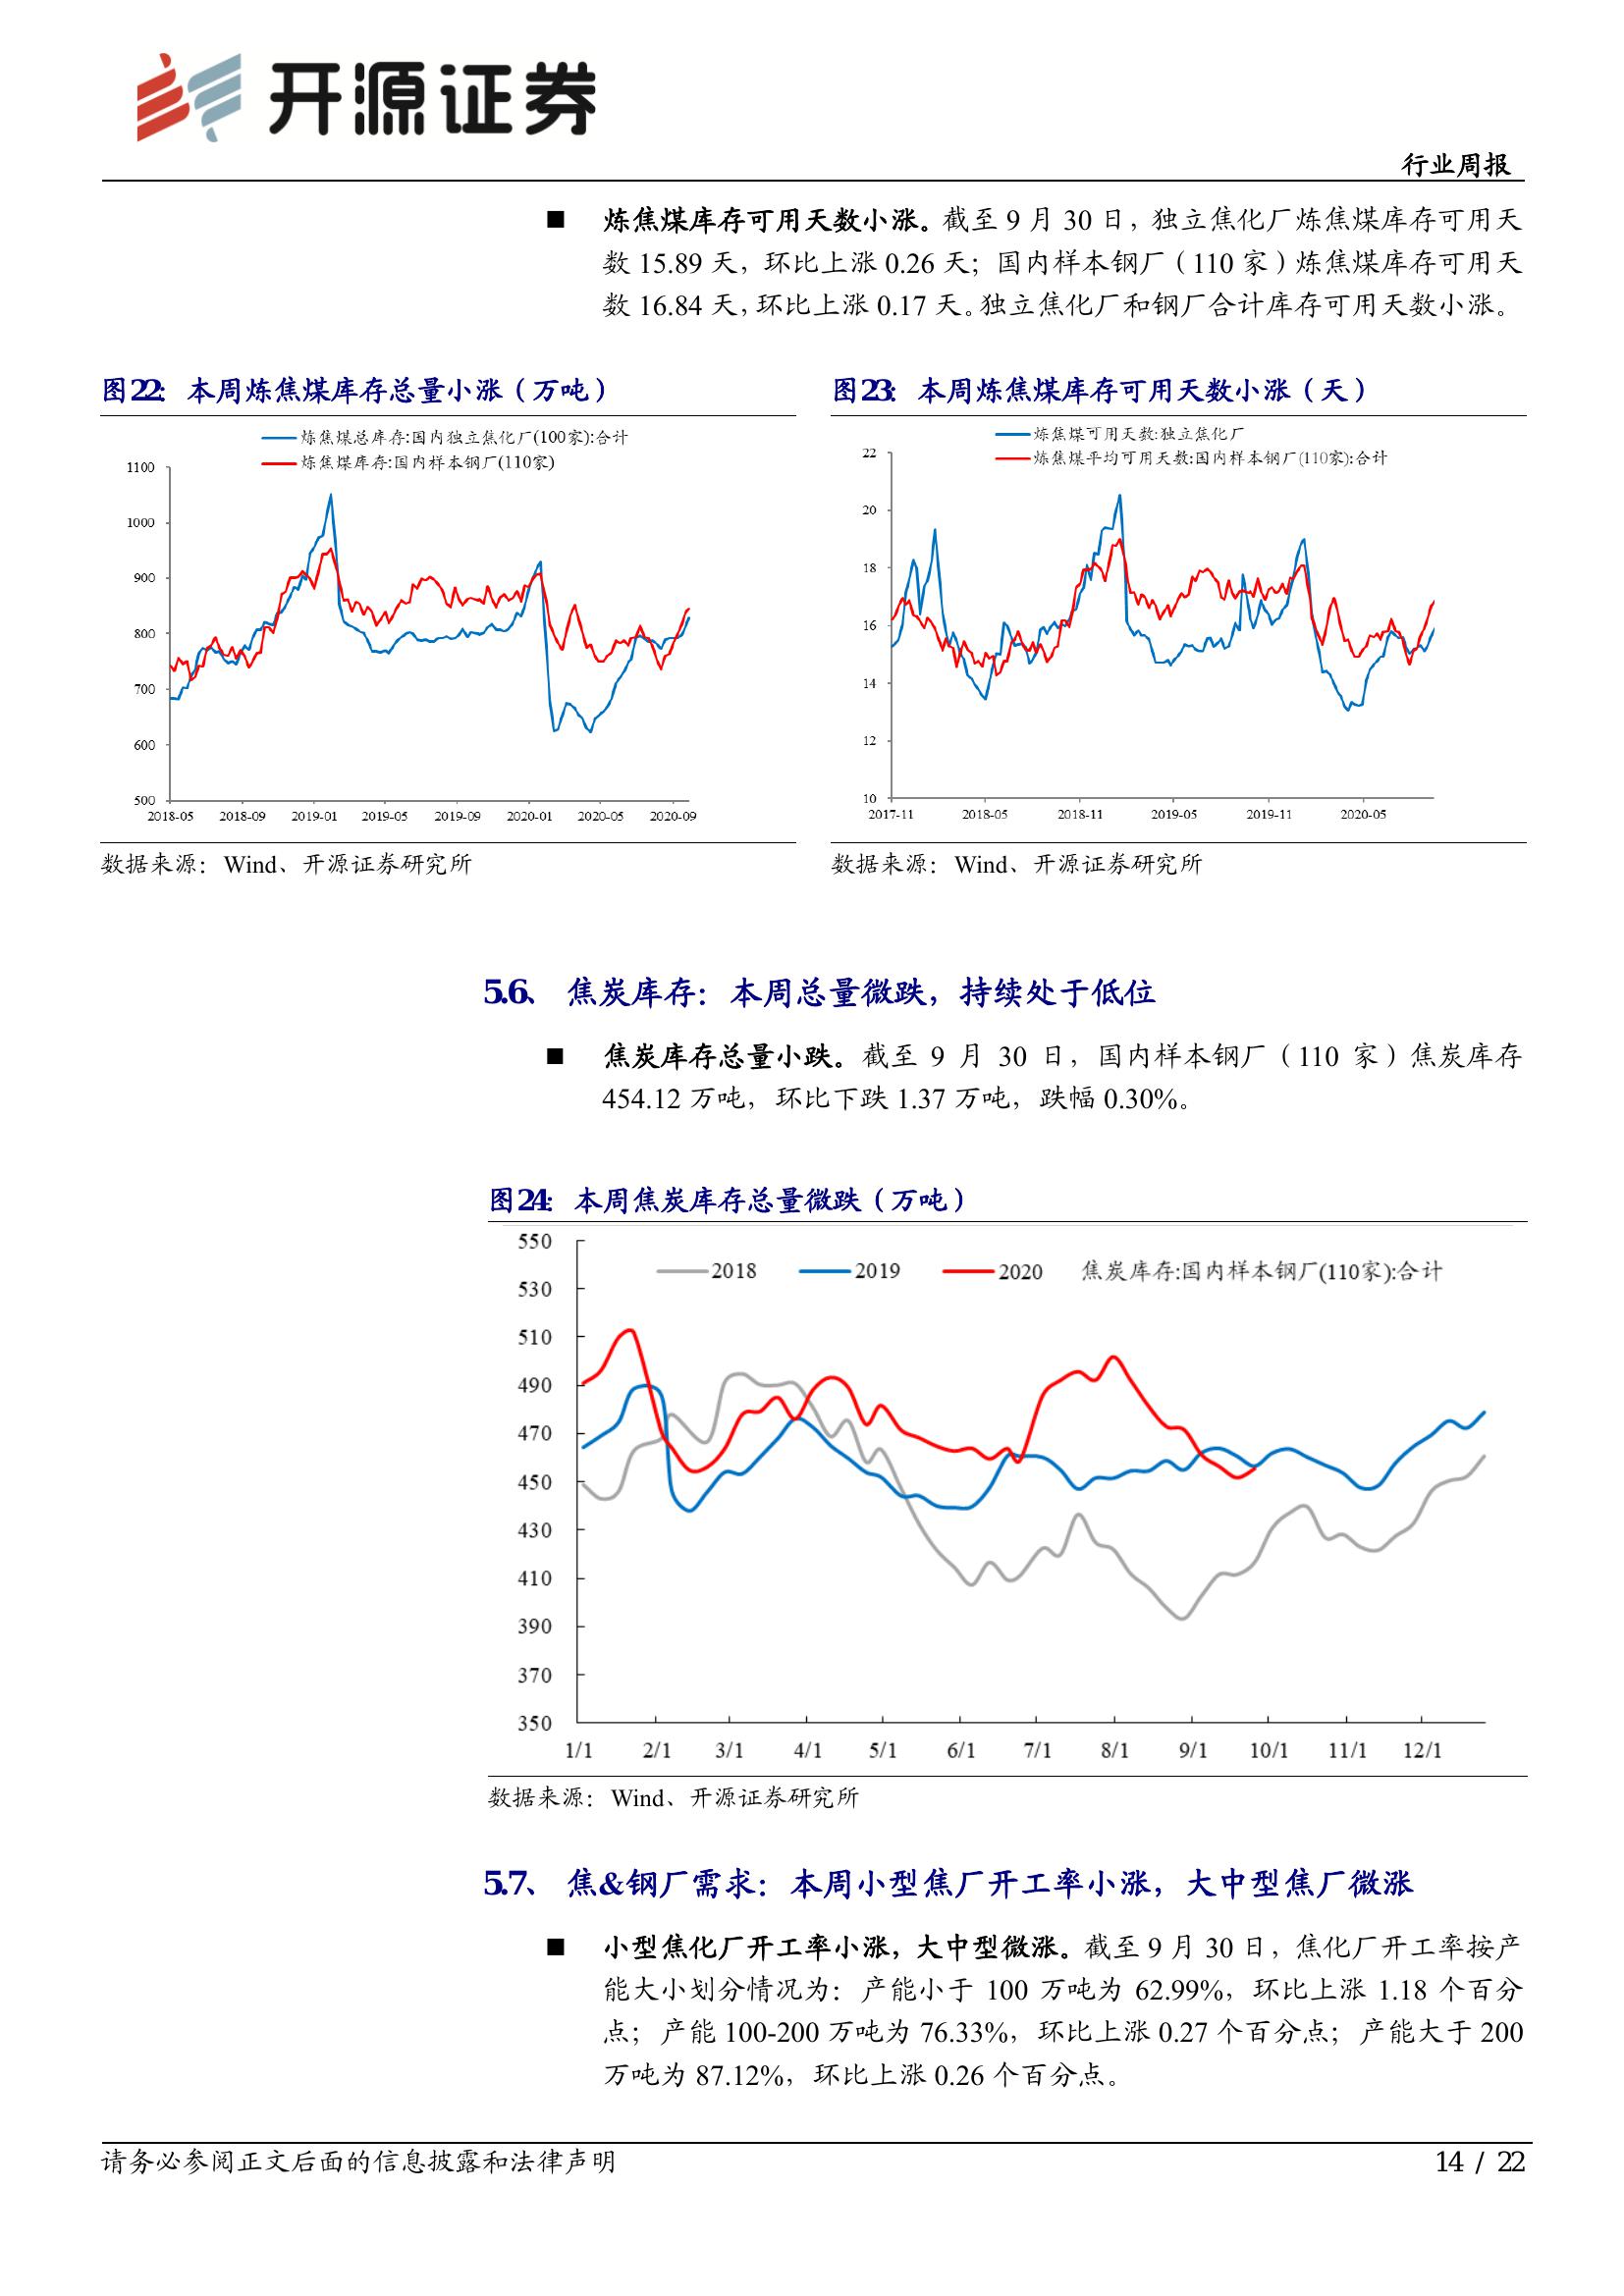 开源证券
行业周报
■ 炼焦煤库存可用天数小涨。截至 9 月 30 日，独立焦化厂炼焦煤库存可用天
数 15.89 天，环比上涨 0.26 天；国内样本钢厂（110 家）炼焦煤库存可用天
数 16.84 天，环比上涨 0.17 天。独立焦化厂和钢厂合计库存可用天数小涨。
图22：本周炼焦煤库存总量小涨（万吨）
炼焦煤总库存:国内独立焦化厂(100家):合计
炼焦煤库存:国内样本钢厂(110家)
1100
1000
900
800
700
600
500
2018-05 2018-09 2019-01 2019-05 2019-09 2020-01 2020-05 2020-09
数据来源：Wind、开源证券研究所
图23：本周炼焦煤库存可用天数小涨（天）
炼焦煤可用天数:独立焦化厂
炼焦煤平均可用天数:国内样本钢厂(110家):合计
22
20
18
16
14
12
10
2017-11 2018-05 2018-11 2019-05 2019-11 2020-05
数据来源：Wind、开源证券研究所
5.6、 焦炭库存：本周总量微跌，持续处于低位
■ 焦炭库存总量小跌。截至 9 月 30 日，国内样本钢厂（110 家）焦炭库存
454.12 万吨，环比下跌 1.37 万吨，跌幅 0.30%。
图24：本周焦炭库存总量微跌（万吨）
2018 2019 2020 焦炭库存:国内样本钢厂(110家):合计
550
530
510
490
470
450
430
410
390
370
350
1/1 2/1 3/1 4/1 5/1 6/1 7/1 8/1 9/1 10/1 11/1 12/1
数据来源：Wind、开源证券研究所
5.7、 焦&钢厂需求：本周小型焦厂开工率小涨，大中型焦厂微涨
■ 小型焦化厂开工率小涨，大中型微涨。截至 9 月 30 日，焦化厂开工率按产
能大小划分情况为：产能小于 100 万吨为 62.99%，环比上涨 1.18 个百分
点；产能 100-200 万吨为 76.33%，环比上涨 0.27 个百分点；产能大于 200
万吨为 87.12%，环比上涨 0.26 个百分点。
请务必参阅正文后面的信息披露和法律声明
14 / 22